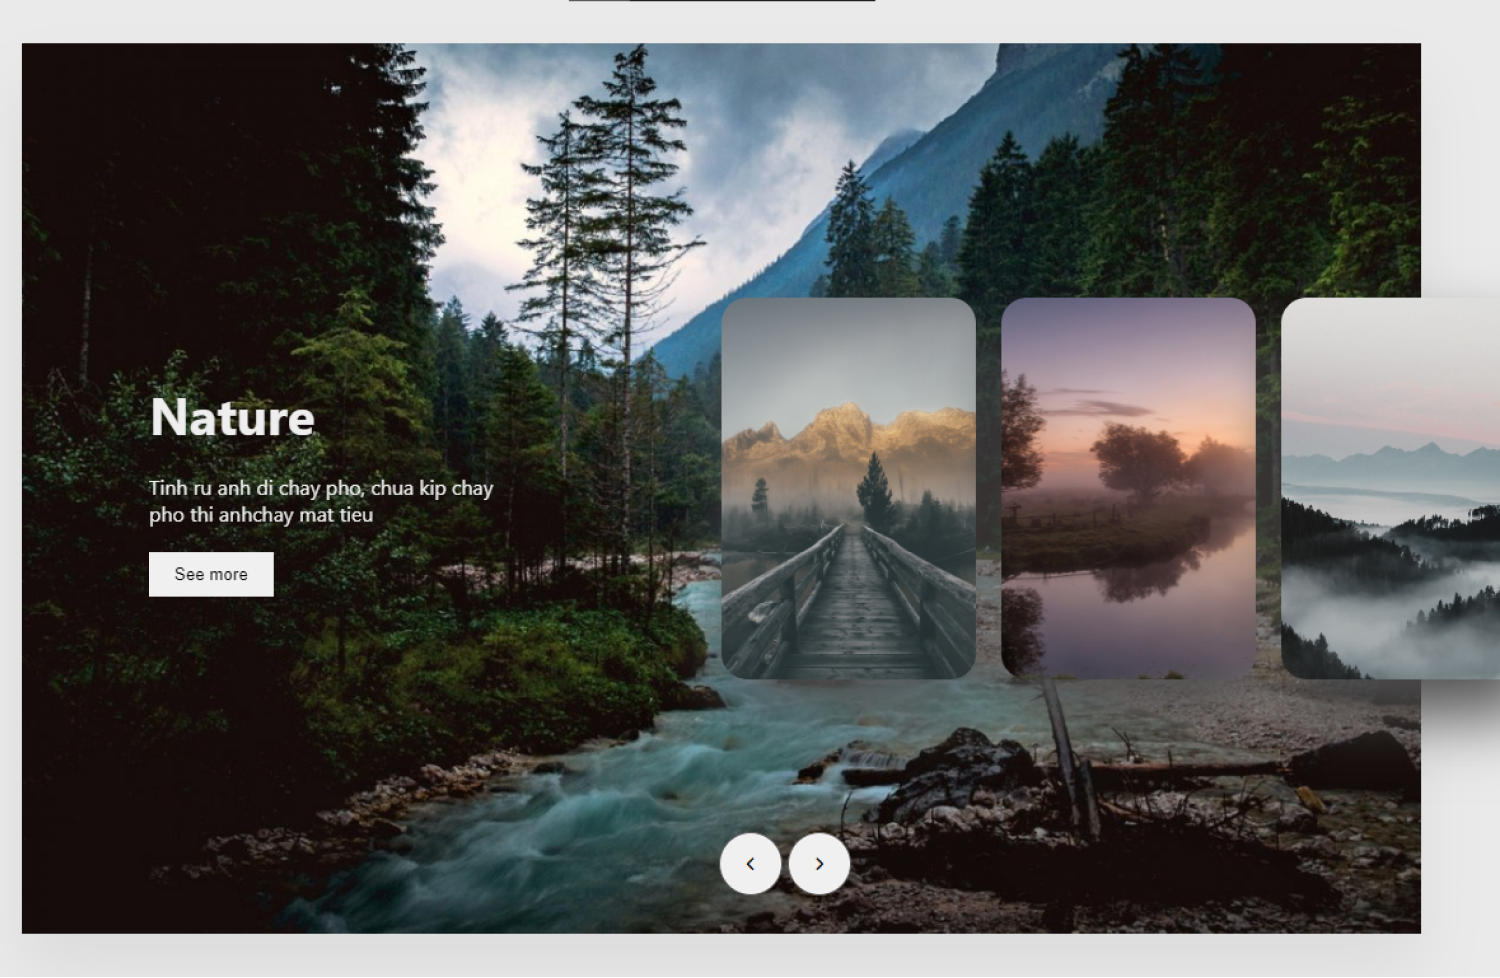 Nature
Tinh ru anh di chay pho, chua kip chay
pho thi anhchay mat tieu
See more